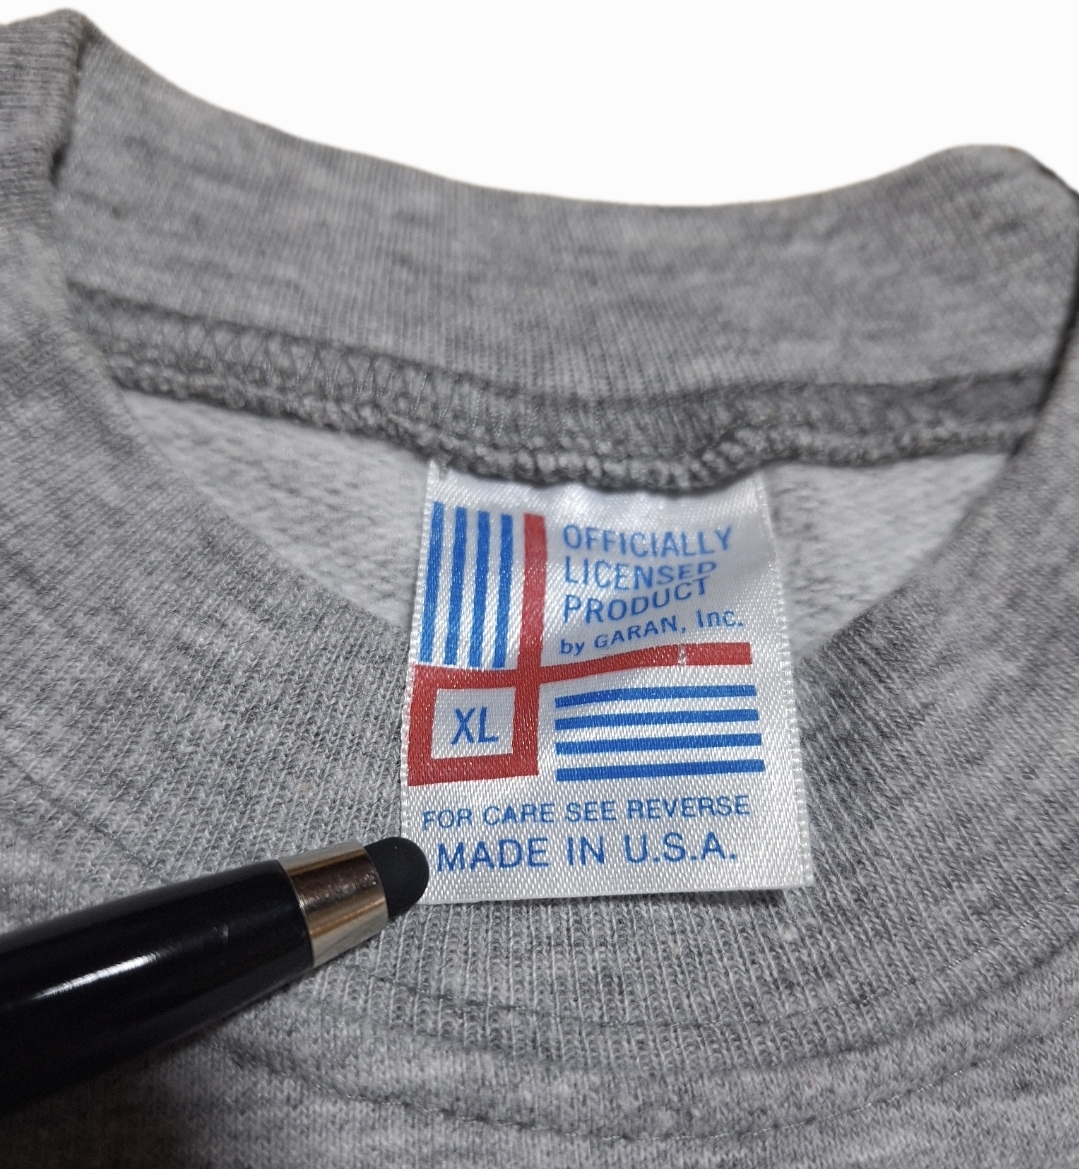 OFFICIALLY
LICENSED
PRODUCT
by GARAN, Inc.
XL
FOR CARE SEE REVERSE
MADE IN U.S.A.